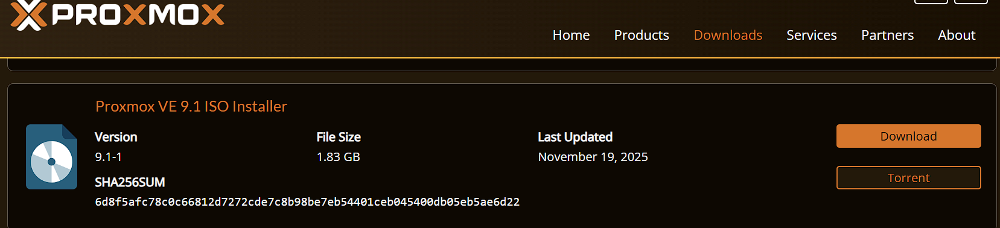 PROXMOX
Home Products Downloads Services Partners About
Proxmox VE 9.1 ISO Installer
Version File Size Last Updated Download
9.1-1 1.83 GB November 19, 2025
SHA256SUM Torrent
6d8f5afc78c0c66812d7272cde7c8b98be7eb54401ceb045400db05eb5ae6d22